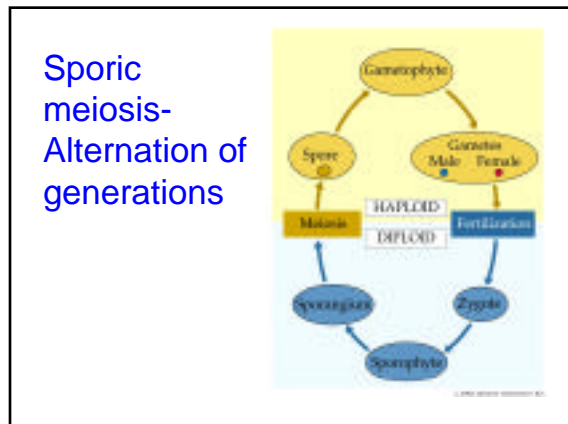 Sporic
meiosis-
Alternation of
generations
Gametophyte
Spore
Gametes
Male Female
HAPLOID
Meiosis
Fertilization
DIPLOID
Sporangium
Zygote
Sporophyte